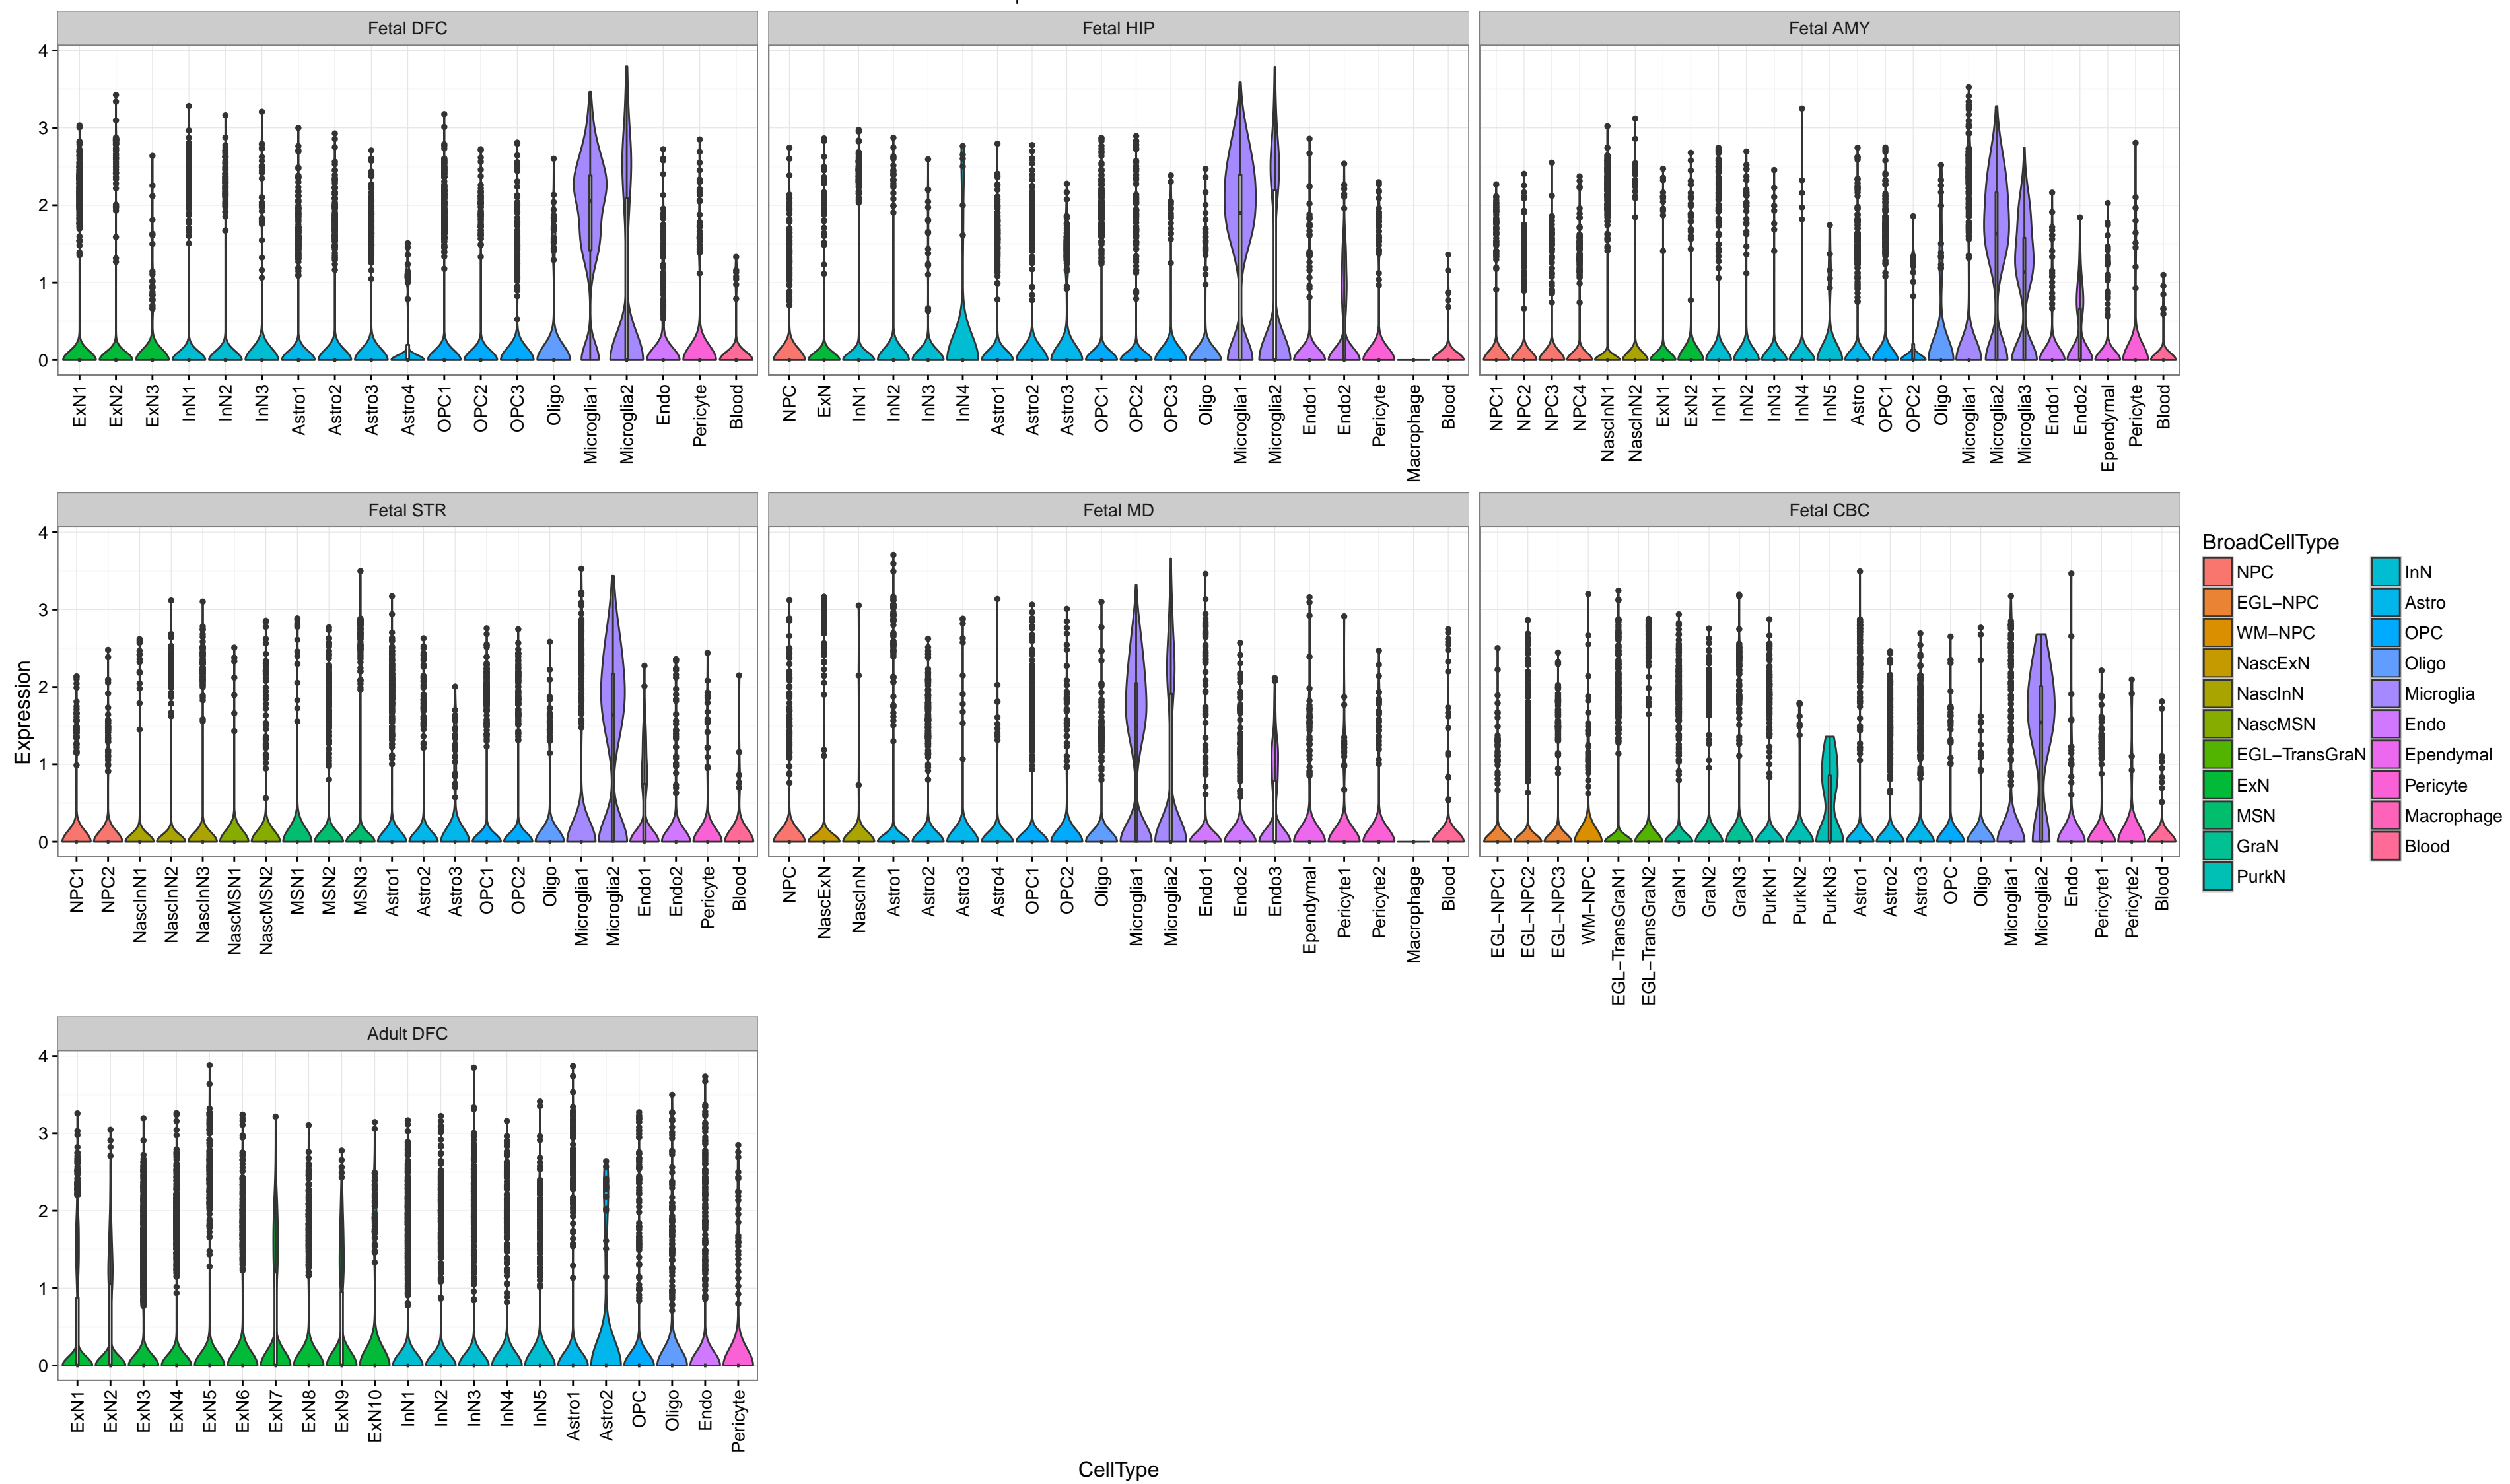 Fetal DFC
Fetal HIP
Fetal AMY
4
3
2
1
0
ExN1 ExN2 ExN3 InN1 InN2 InN3 Astro1 Astro2 Astro3 Astro4 OPC1 OPC2 OPC3 Oligo Microglia1 Microglia2 Endo Pericyte Blood
NPC ExN InN1 InN2 InN3 InN4 Astro1 Astro2 Astro3 OPC1 OPC2 OPC3 Oligo Microglia1 Microglia2 Endo1 Endo2 Pericyte Macrophage Blood
NPC1 NPC2 NPC3 NPC4 NascInN1 NascInN2 ExN1 ExN2 InN1 InN2 InN3 InN4 InN5 Astro OPC1 OPC2 Oligo Microglia1 Microglia2 Microglia3 Endo1 Endo2 Ependymal Pericyte Blood
Fetal STR
Fetal MD
Fetal CBC
Expression
4
3
2
1
0
NPC1 NPC2 NascInN1 NascInN2 NascInN3 NascMSN1 NascMSN2 MSN1 MSN2 MSN3 Astro1 Astro2 Astro3 OPC1 OPC2 Oligo Microglia1 Microglia2 Endo1 Endo2 Pericyte Blood
NPC NascExN NascInN Astro1 Astro2 Astro3 Astro4 OPC1 OPC2 Oligo Microglia1 Microglia2 Endo1 Endo2 Endo3 Ependymal Pericyte1 Pericyte2 Macrophage Blood
EGL−NPC1 EGL−NPC2 EGL−NPC3 WM−NPC EGL−TransGraN1 EGL−TransGraN2 GraN1 GraN2 GraN3 PurkN1 PurkN2 PurkN3 Astro1 Astro2 Astro3 OPC Oligo Microglia1 Microglia2 Endo Pericyte1 Pericyte2 Blood
BroadCellType
NPC
EGL−NPC
WM−NPC
NascExN
NascInN
NascMSN
EGL−TransGraN
ExN
MSN
GraN
PurkN
InN
Astro
OPC
Oligo
Microglia
Endo
Ependymal
Pericyte
Macrophage
Blood
Adult DFC
4
3
2
1
0
ExN1 ExN2 ExN3 ExN4 ExN5 ExN6 ExN7 ExN8 ExN9 ExN10 InN1 InN2 InN3 InN4 InN5 Astro1 Astro2 OPC Oligo Endo Pericyte
CellType